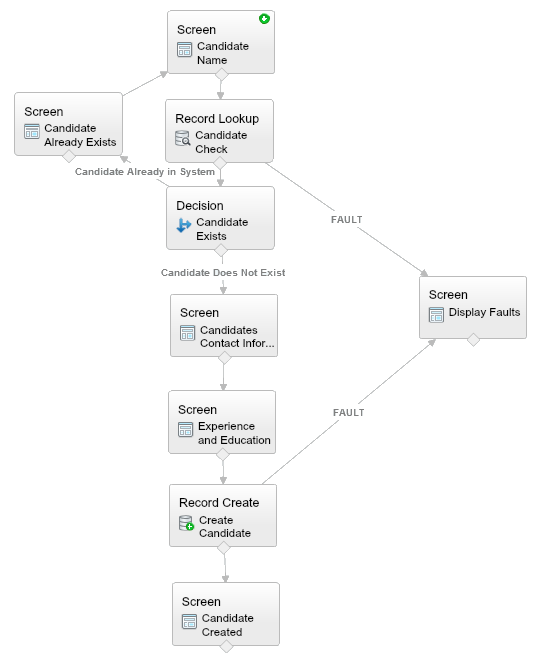 Screen
Candidate
Name
Screen
Candidate
Already Exists
Record Lookup
Candidate
Check
Candidate Already in System
Decision
Candidate
Exists
FAULT
Candidate Does Not Exist
Screen
Display Faults
Screen
Candidates
Contact Infor...
Screen
Experience
and Education
FAULT
Record Create
Create
Candidate
Screen
Candidate
Created